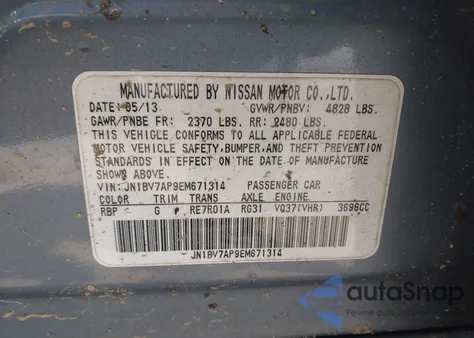 MANUFACTURED BY NISSAN MOTOR CO.,LTD.
DATE: 05/13 GVWR/PNBV: 4828 LBS.
GAWR/PNBE FR: 2370 LBS. RR: 2480 LBS.
THIS VEHICLE CONFORMS TO ALL APPLICABLE FEDERAL
MOTOR VEHICLE SAFETY,BUMPER,AND THEFT PREVENTION
STANDARDS IN EFFECT ON THE DATE OF MANUFACTURE
SHOWN ABOVE.
VIN: JN1BV7AP9EM671314 PASSENGER CAR
COLOR TRIM TRANS AXLE ENGINE
RBP G RE7R01A RG31 VQ37(VHR) 3696CC
JN1BV7AP9EM671314
autoSnap
Pewne auto z